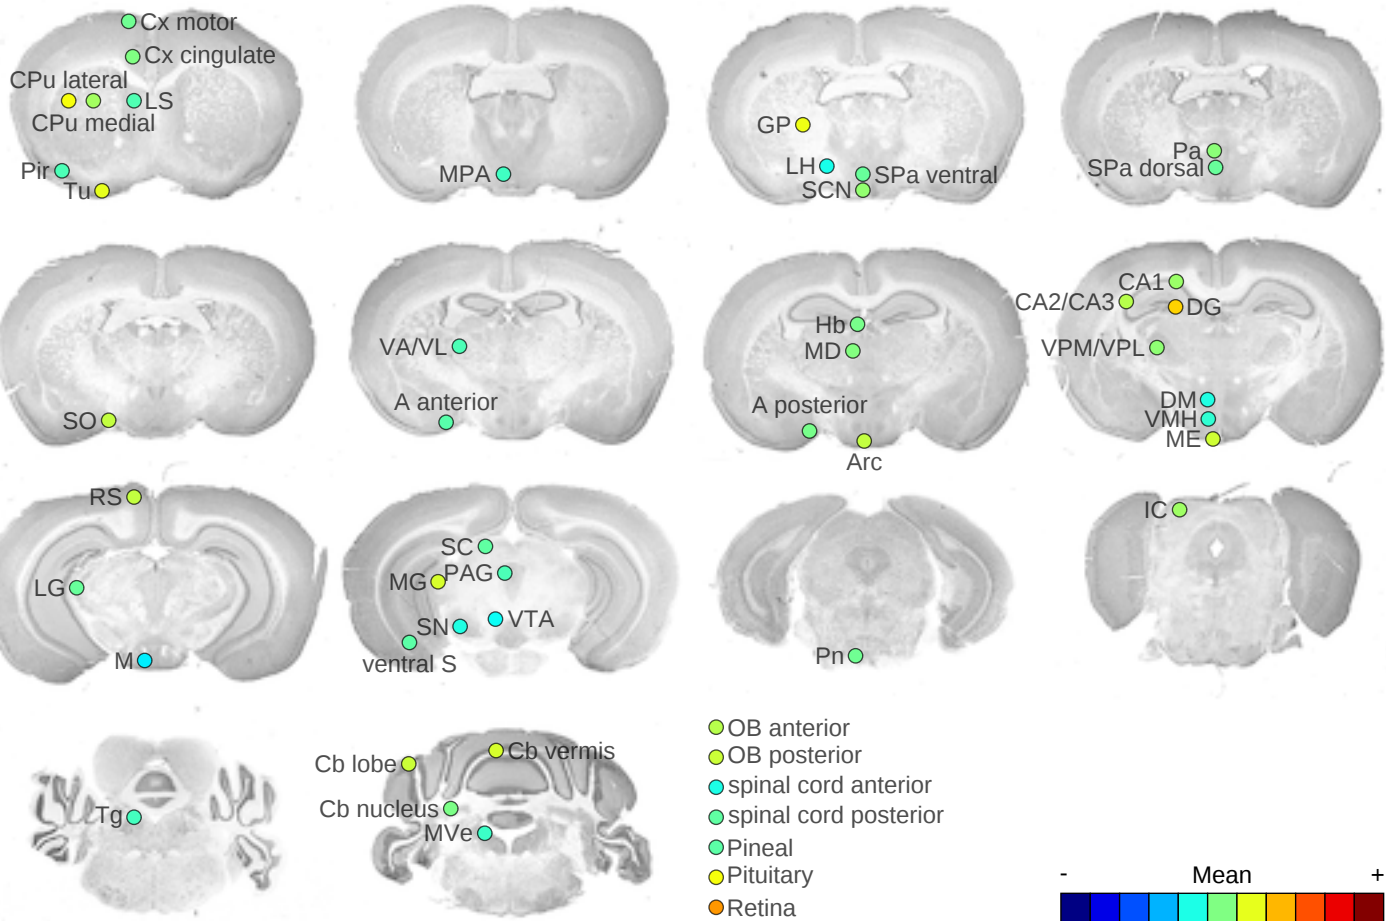 Cx motor
Cx cingulate
CPu lateral
LS
CPu medial
Pir
Tu
MPA
GP
LH
SPa ventral
SCN
Pa
SPa dorsal
SO
VA/VL
A anterior
Hb
MD
A posterior
Arc
CA1
CA2/CA3
DG
VPM/VPL
DM
VMH
ME
RS
LG
M
SC
MG
PAG
SN
VTA
ventral S
Pn
IC
Tg
Cb lobe
Cb vermis
Cb nucleus
MVe
OB anterior
OB posterior
spinal cord anterior
spinal cord posterior
Pineal
Pituitary
Retina
- Mean +